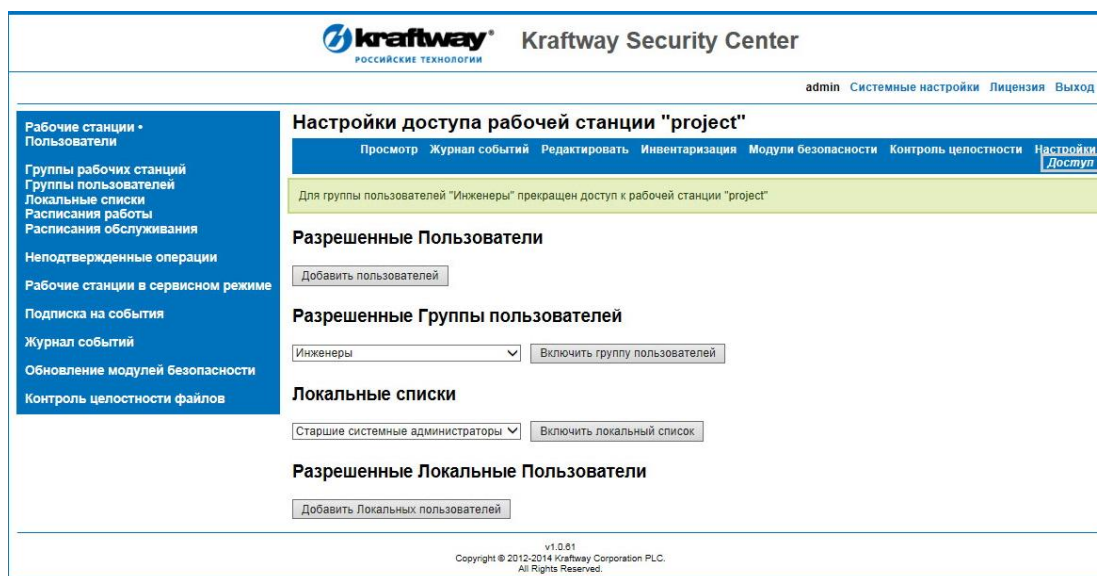 kraftway®
РОССИЙСКИЕ ТЕХНОЛОГИИ
Kraftway Security Center
admin Системные настройки Лицензия Выход
Рабочие станции •
Пользователи
Группы рабочих станций
Группы пользователей
Локальные списки
Расписания работы
Расписания обслуживания
Неподтвержденные операции
Рабочие станции в сервисном режиме
Подписка на события
Журнал событий
Обновление модулей безопасности
Контроль целостности файлов
Настройки доступа рабочей станции "project"
Просмотр Журнал событий Редактировать Инвентаризация Модули безопасности Контроль целостности Настройки
Доступ
Для группы пользователей "Инженеры" прекращен доступ к рабочей станции "project"
Разрешенные Пользователи
Добавить пользователей
Разрешенные Группы пользователей
Инженеры Включить группу пользователей
Локальные списки
Старшие системные администраторы Включить локальный список
Разрешенные Локальные Пользователи
Добавить Локальных пользователей
v1.0.61
Copyright © 2012-2014 Kraftway Corporation PLC.
All Rights Reserved.